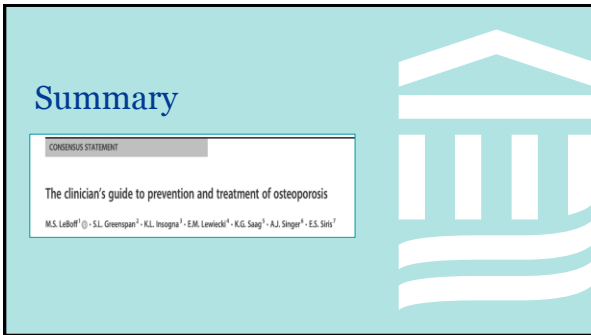 Summary
CONSENSUS STATEMENT
The clinician's guide to prevention and treatment of osteoporosis
M.S. LeBoff¹ · S.L. Greenspan² · K.L. Insogna³ · E.M. Lewiecki⁴ · K.G. Saag⁵ · A.J. Singer⁶ · E.S. Siris⁷